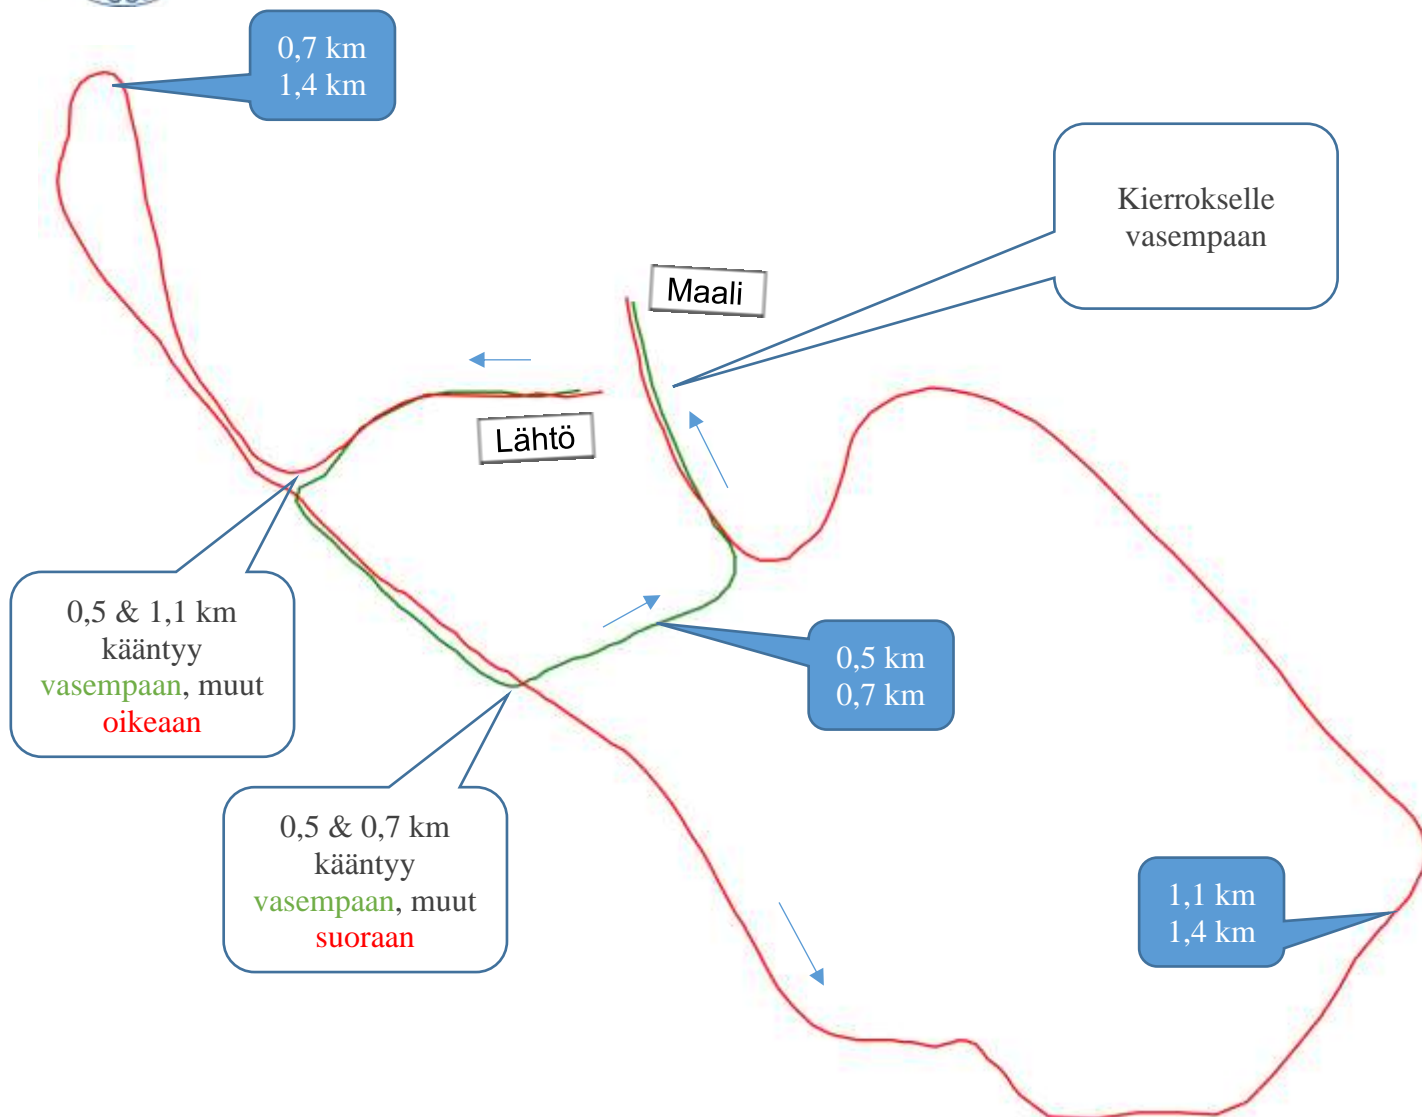 0,7 km
1,4 km
Kierrokselle
vasempaan
Maali
Lähtö
0,5 & 1,1 km
kääntyy
vasempaan, muut
oikeaan
0,5 km
0,7 km
0,5 & 0,7 km
kääntyy
vasempaan, muut
suoraan
1,1 km
1,4 km